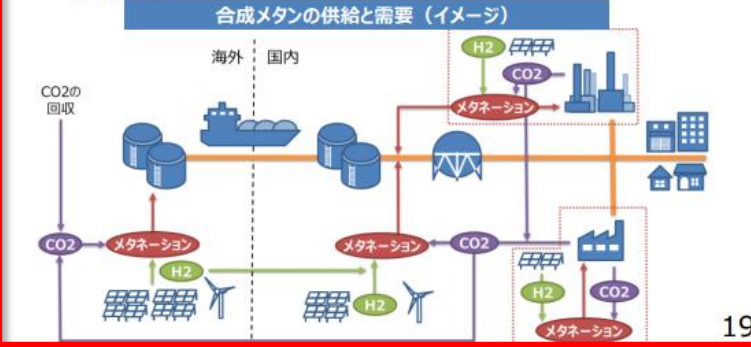 合成メタンの供給と需要（イメージ）
海外
国内
H2
CO2
メタネーション
CO2の
回収
CO2
メタネーション
H2
メタネーション
CO2
H2
H2
CO2
メタネーション
19